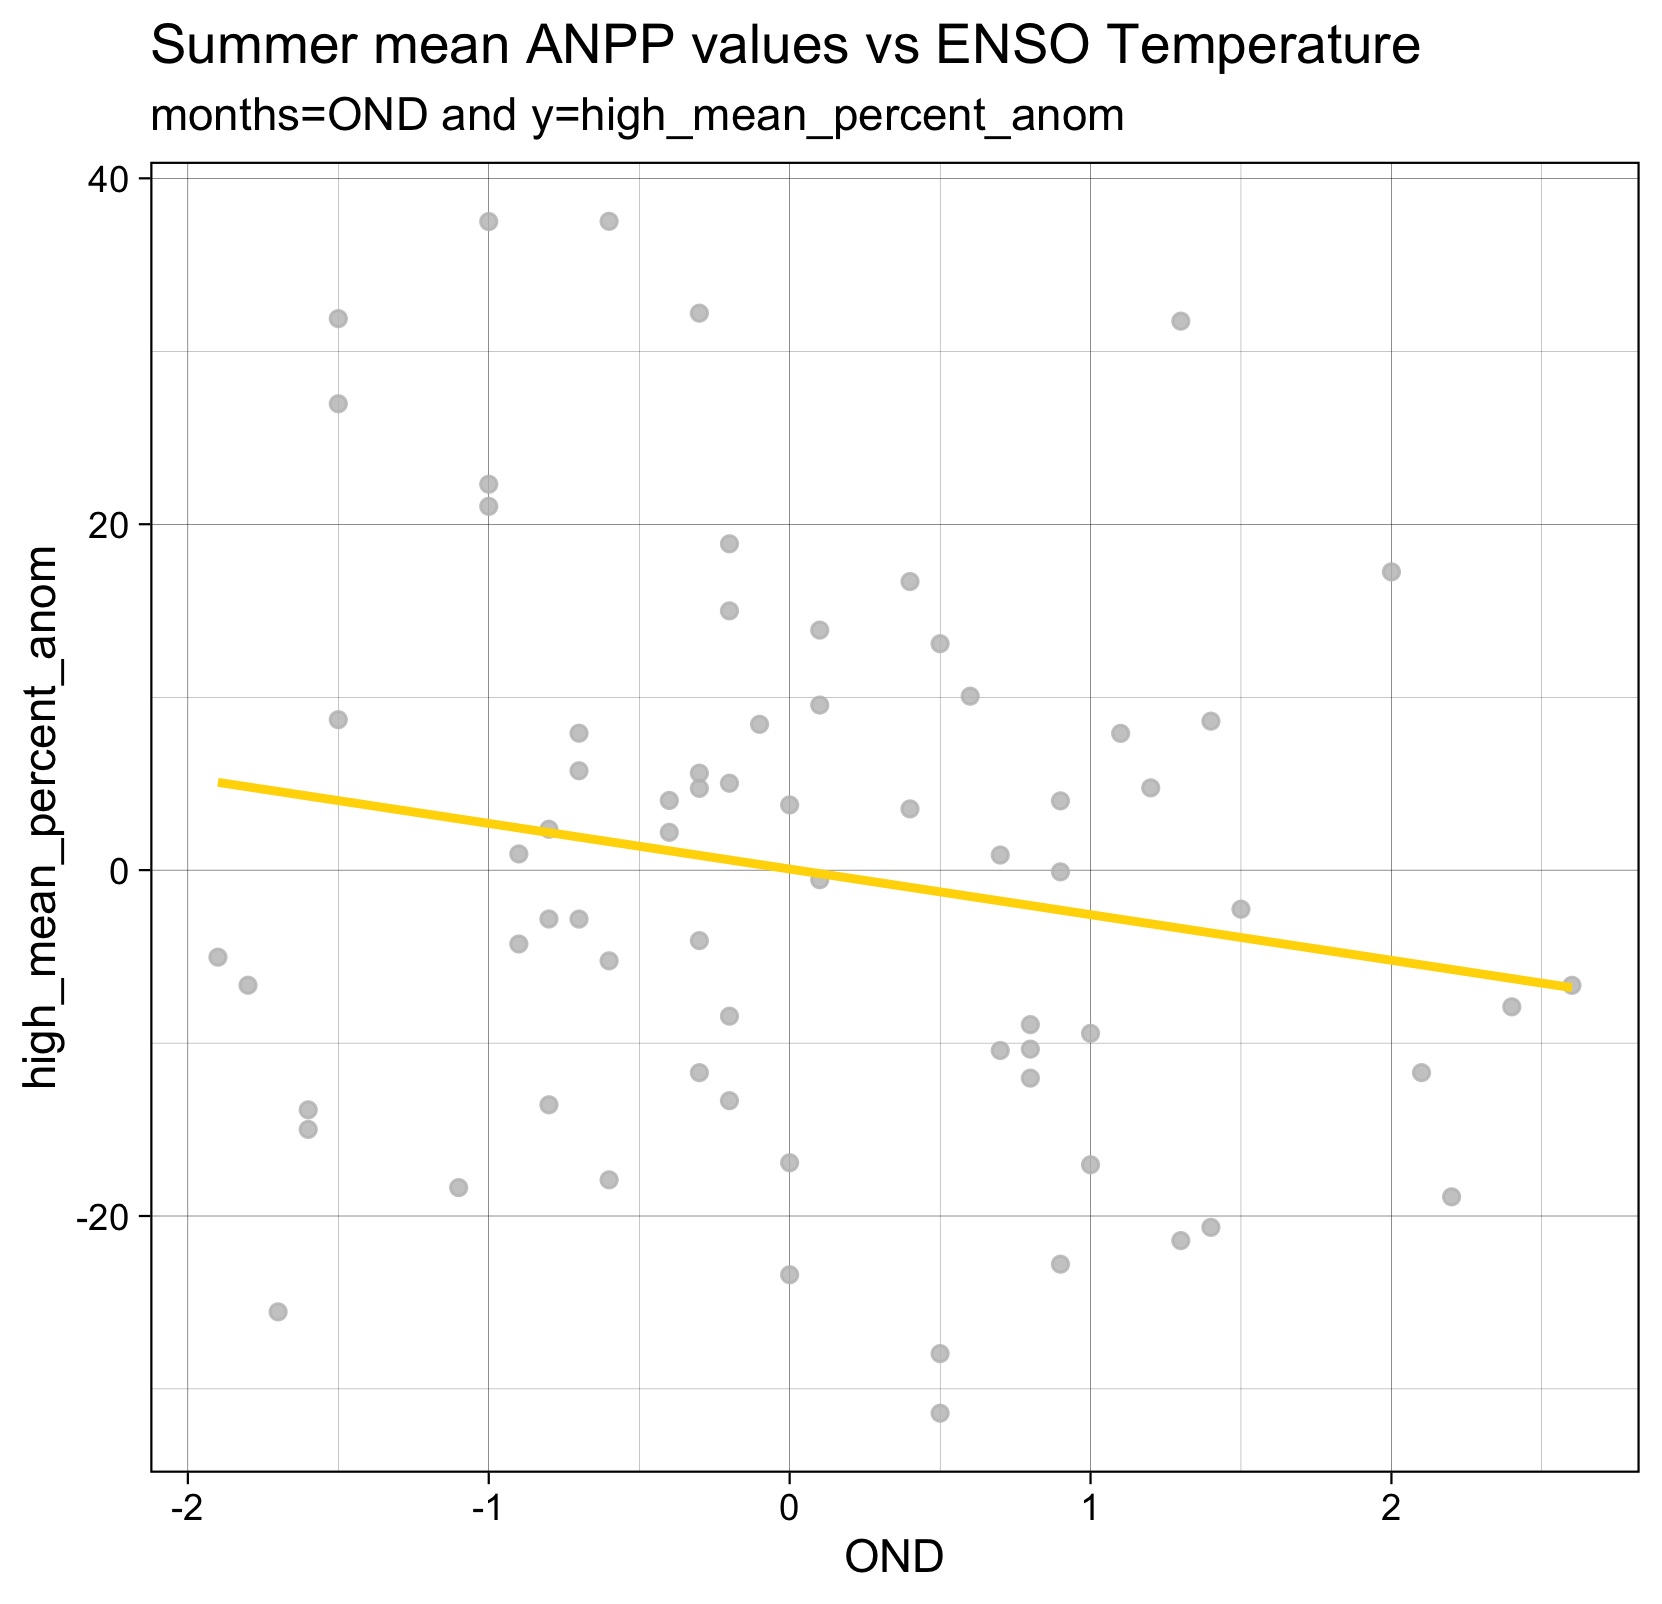 Summer mean ANPP values vs ENSO Temperature
months=OND and y=high_mean_percent_anom
high_mean_percent_anom
40
20
0
-20
-2
-1
0
1
2
OND